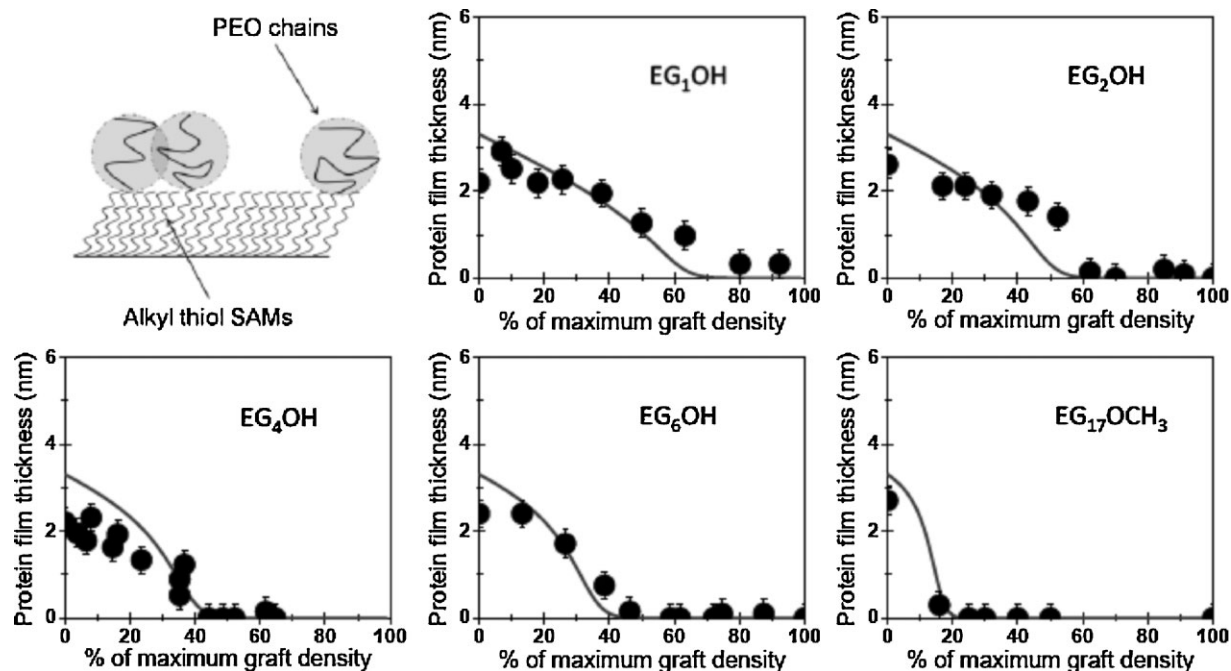 PEO chains
Alkyl thiol SAMs
Protein film thickness (nm)
6
4
2
0
EG₁OH
0 20 40 60 80 100
% of maximum graft density
Protein film thickness (nm)
6
4
2
0
EG₂OH
0 20 40 60 80 100
% of maximum graft density
Protein film thickness (nm)
6
4
2
0
EG₄OH
0 20 40 60 80 100
% of maximum graft density
Protein film thickness (nm)
6
4
2
0
EG₆OH
0 20 40 60 80 100
% of maximum graft density
Protein film thickness (nm)
6
4
2
0
EG₁₇OCH₃
0 20 40 60 80 100
% of maximum graft density